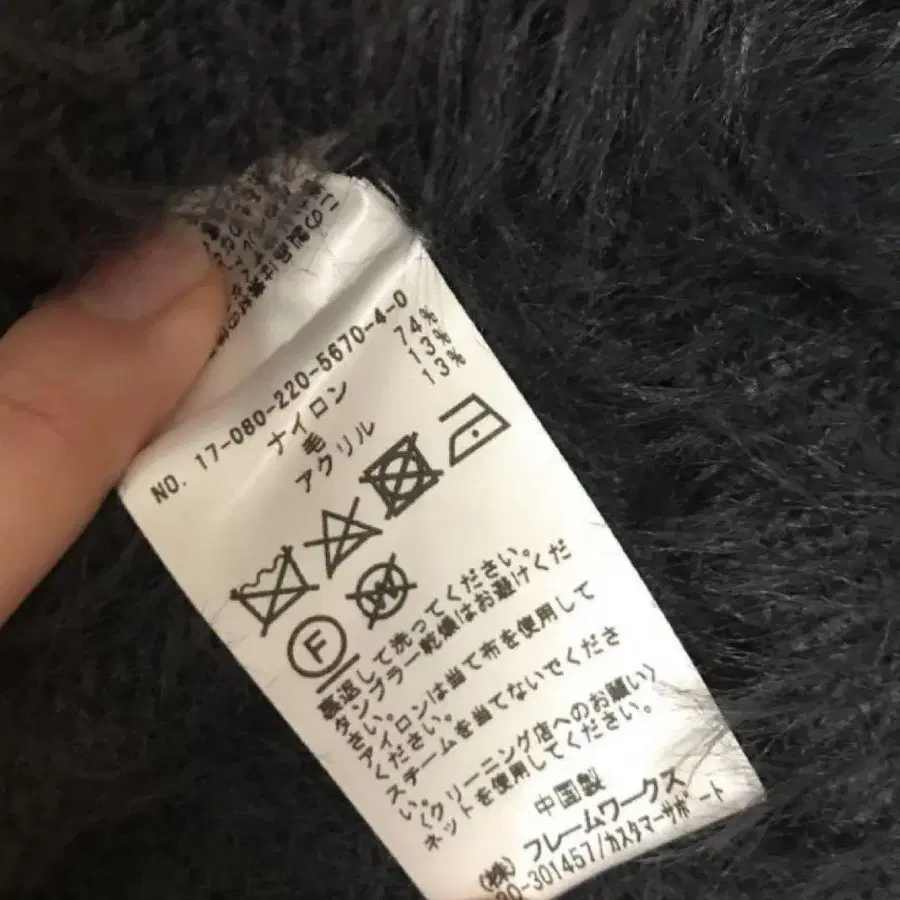 NO. 17-080-220-5670-4-0
ナイロン 74%
毛 13%
アクリル 13%
F
W
裏返して洗ってください。
タンブラー乾燥はお避けくだ
さい。
アイロンは当て布を使用して
ください。
スチームを当てないでくださ
い。
〈クリーニング店へのお願い〉
ネットを使用してください。
中国製
(株) フレームワークス
20-301457/カスタマーサポート